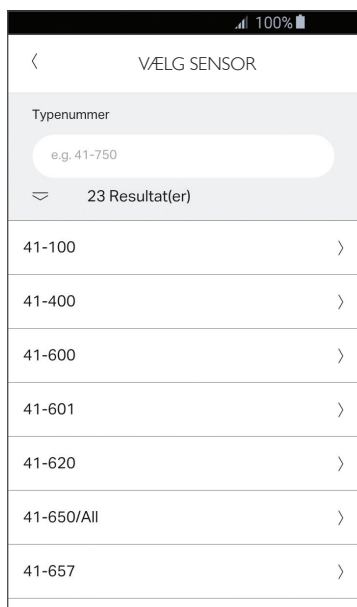 100%
VÆLG SENSOR
Typenummer
e.g. 41-750
23 Resultat(er)
41-100
41-400
41-600
41-601
41-620
41-650/All
41-657